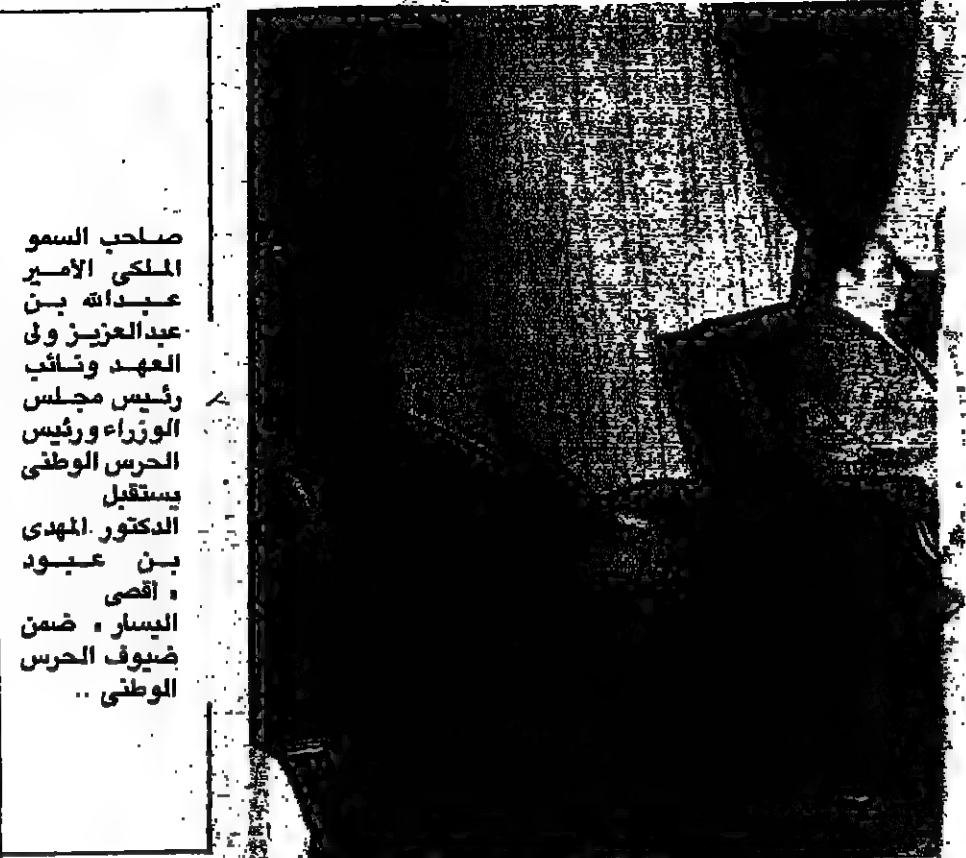 صاحب السمو
الملكى الأمير
عبدالله بن
عبدالعزيز ولى
العهد ونائب
رئيس مجلس
الوزراء ورئيس
الحرس الوطنى
يستقبل
الدكتور المهدى
بن عبود
« أقصى
اليسار » ضمن
ضيوف الحرس
الوطنى ..